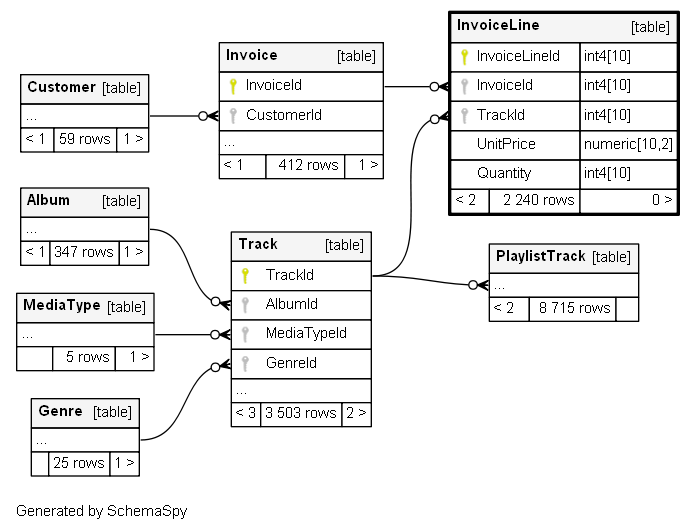 InvoiceLine [table]
InvoiceLineId int4[10]
InvoiceId int4[10]
TrackId int4[10]
UnitPrice numeric[10,2]
Quantity int4[10]
< 2 2 240 rows 0 >
Invoice [table]
InvoiceId
CustomerId
...
< 1 412 rows 1 >
Customer [table]
...
< 1 59 rows 1 >
Album [table]
...
< 1 347 rows 1 >
Track [table]
TrackId
AlbumId
MediaTypeId
GenreId
...
< 3 3 503 rows 2 >
PlaylistTrack [table]
...
< 2 8 715 rows
MediaType [table]
...
5 rows 1 >
Genre [table]
...
25 rows 1 >
Generated by SchemaSpy